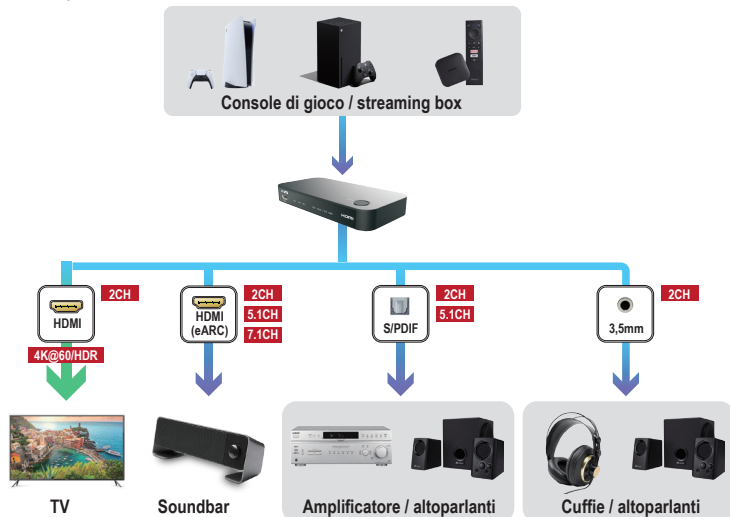 Console di gioco / streaming box
HDMI
2CH
HDMI
HDMI
(eARC)
2CH
5.1CH
7.1CH
S/PDIF
2CH
5.1CH
3,5mm
2CH
4K@60/HDR
TV
Soundbar
Amplificatore / altoparlanti
Cuffie / altoparlanti